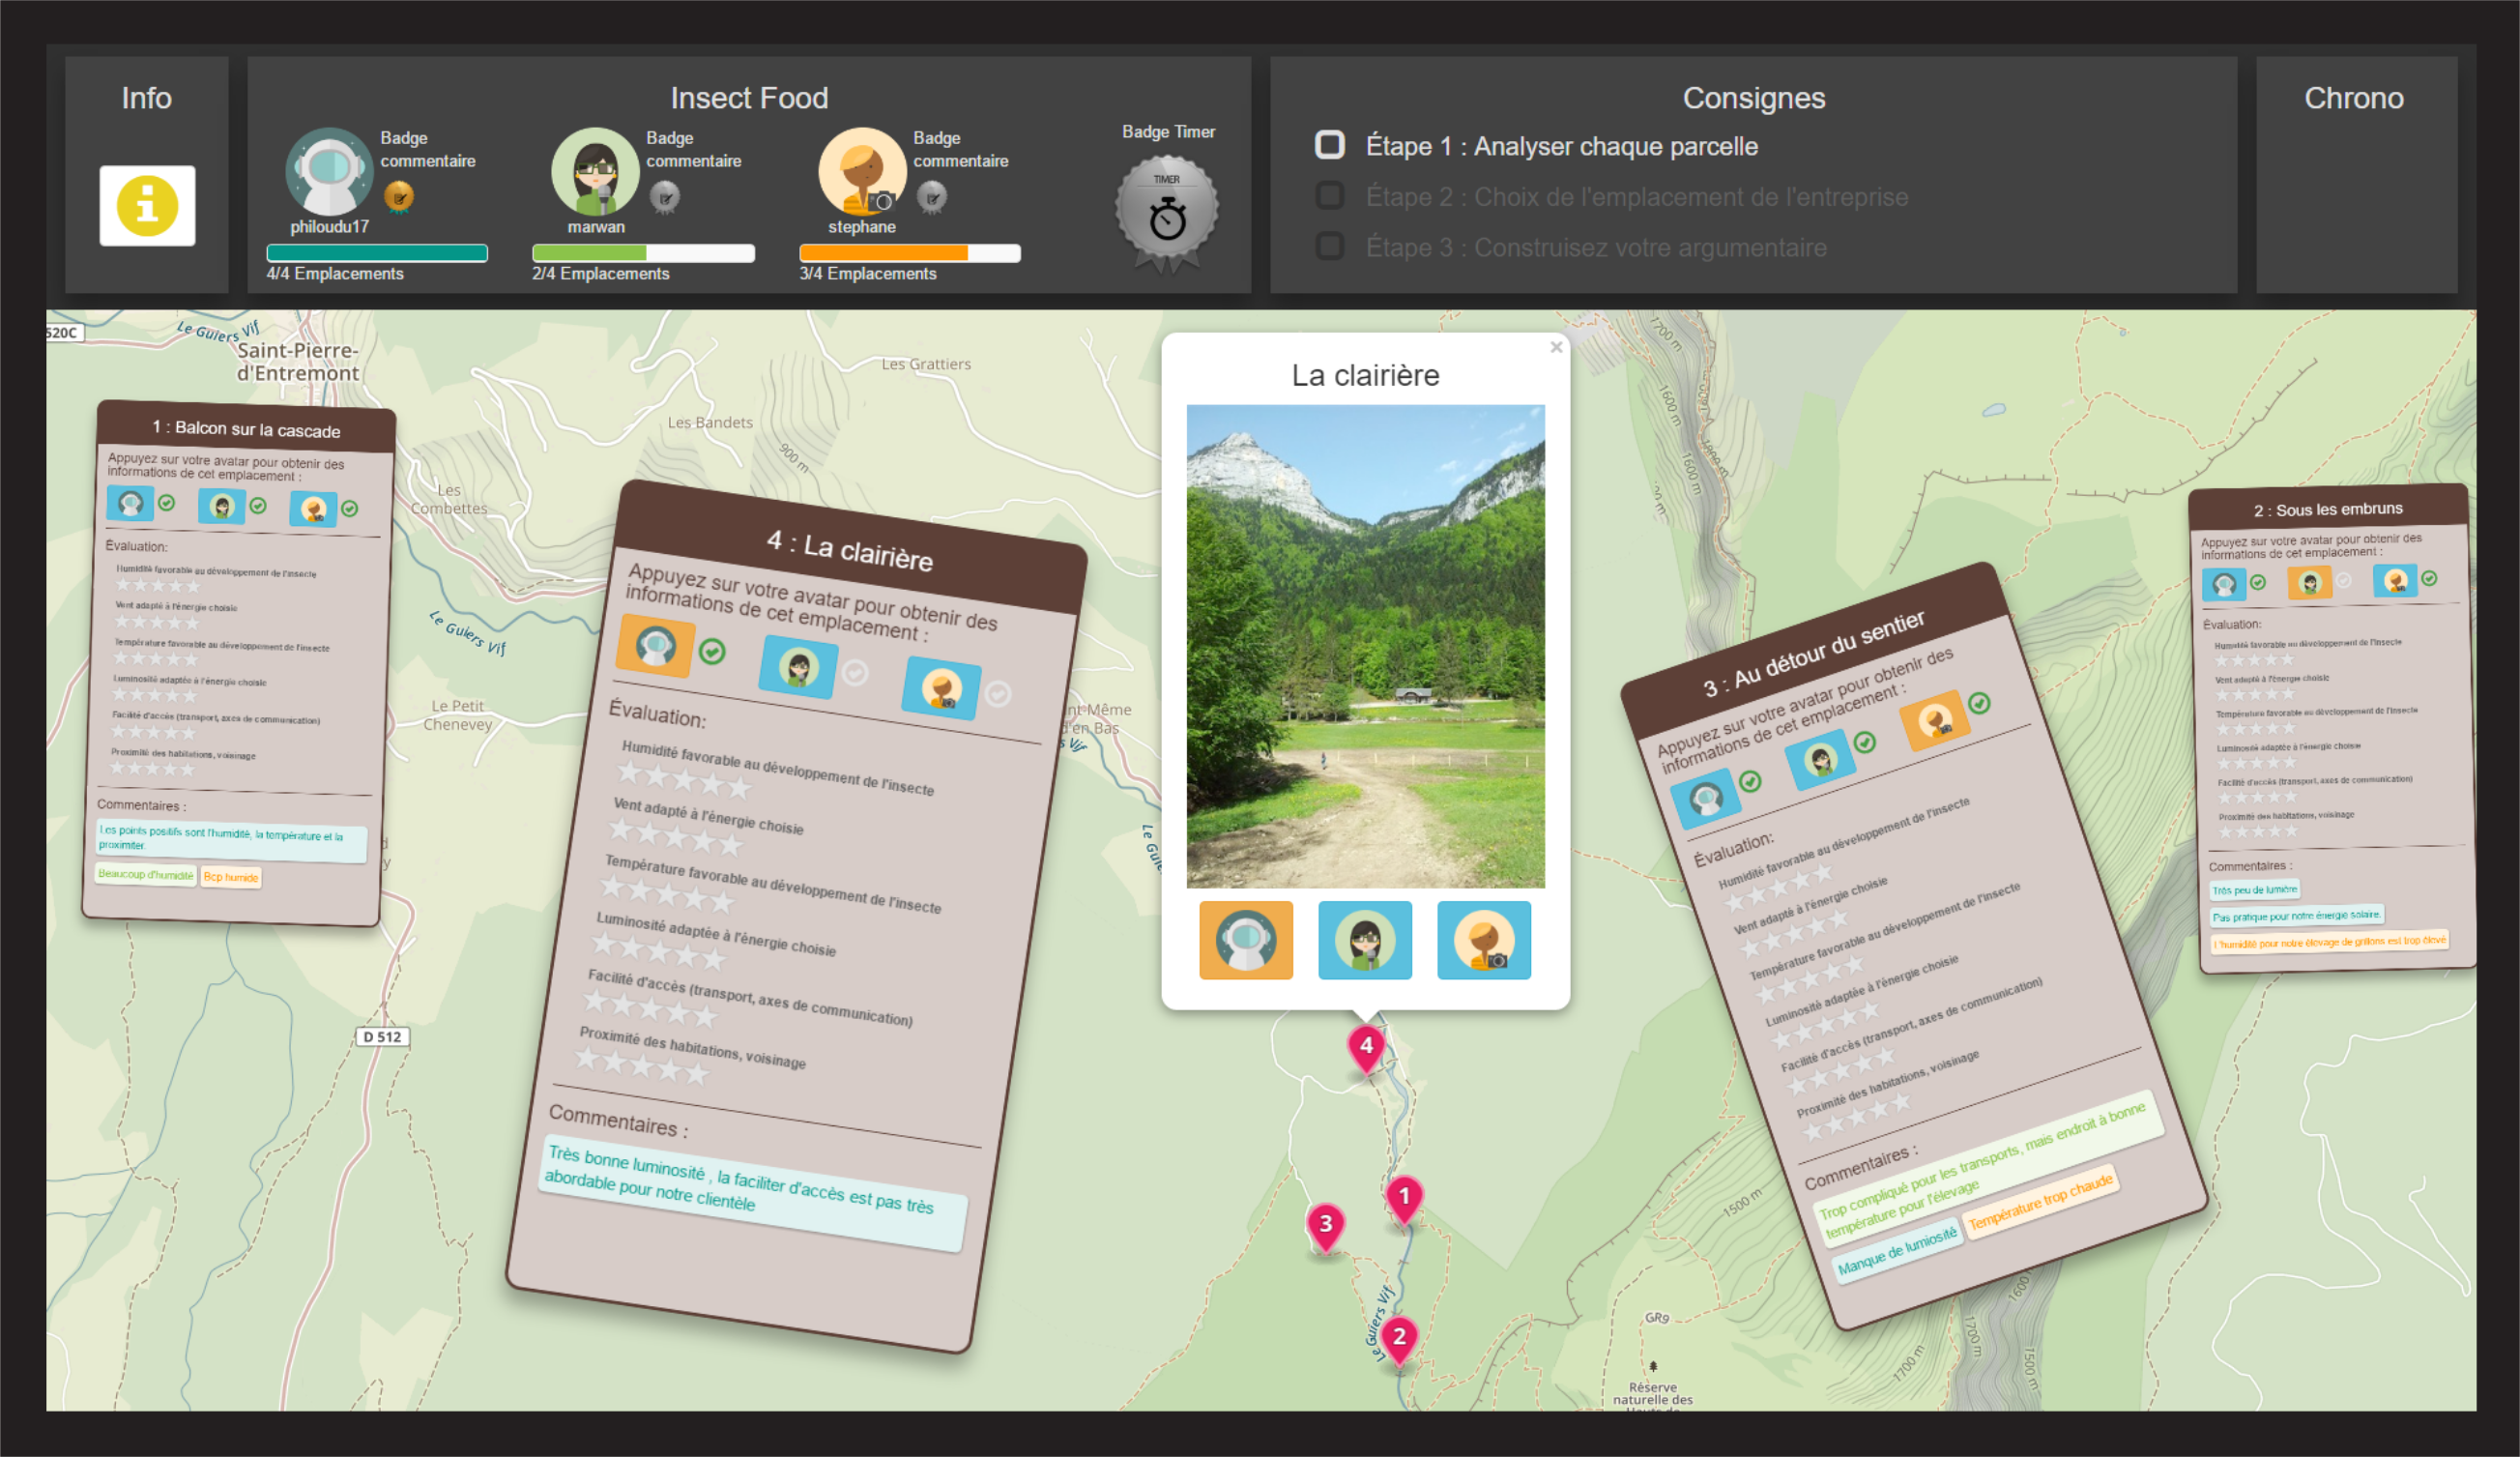 Info
Insect Food
Badge
commentaire
philoudu17
4/4 Emplacements
Badge
commentaire
marwan
2/4 Emplacements
Badge
commentaire
stephane
3/4 Emplacements
Badge Timer
TIMER
Consignes
Étape 1 : Analyser chaque parcelle
Étape 2 : Choix de l'emplacement de l'entreprise
Étape 3 : Construisez votre argumentaire
Chrono
520C
Le Guiers Vif
Saint-Pierre-
d'Entremont
Les Grattiers
Les Bandets
900 m
Les
Combettes
Le Guiers Vif
Le Petit
Chenevey
D 512
1 : Balcon sur la cascade
Appuyez sur votre avatar pour obtenir des
informations de cet emplacement :
Évaluation:
Humidité favorable au développement de l'insecte
Vent adapté à l'énergie choisie
Température favorable au développement de l'insecte
Luminosité adaptée à l'énergie choisie
Facilité d'accès (transport, axes de communication)
Proximité des habitations, voisinage
Commentaires :
Les points positifs sont l'humidité, la température et la
proximiter.
Beaucoup d'humidité
Bcp humide
4 : La clairière
Appuyez sur votre avatar pour obtenir des
informations de cet emplacement :
Évaluation:
Humidité favorable au développement de l'insecte
Vent adapté à l'énergie choisie
Température favorable au développement de l'insecte
Luminosité adaptée à l'énergie choisie
Facilité d'accès (transport, axes de communication)
Proximité des habitations, voisinage
Commentaires :
Très bonne luminosité , la faciliter d'accès est pas très
abordable pour notre clientèle
La clairière
4
1
3
2
Le Guiers Vif
3 : Au détour du sentier
Appuyez sur votre avatar pour obtenir des
informations de cet emplacement :
Évaluation:
Humidité favorable au développement de l'insecte
Vent adapté à l'énergie choisie
Température favorable au développement de l'insecte
Luminosité adaptée à l'énergie choisie
Facilité d'accès (transport, axes de communication)
Proximité des habitations, voisinage
Commentaires :
Trop compliqué pour les transports, mais endroit à bonne
température pour l'élevage
Manque de lumiosité
Température trop chaude
2 : Sous les embruns
Appuyez sur votre avatar pour obtenir des
informations de cet emplacement :
Évaluation:
Humidité favorable au développement de l'insecte
Vent adapté à l'énergie choisie
Température favorable au développement de l'insecte
Luminosité adaptée à l'énergie choisie
Facilité d'accès (transport, axes de communication)
Proximité des habitations, voisinage
Commentaires :
Très peu de lumière
Pas pratique pour notre énergie solaire.
L'humidité pour notre élevage de grillons est trop élevé
1700 m
1600 m
1600 m
1500 m
GR9
Réserve
naturelle des
1700 m
1700 m
1500 m
1600